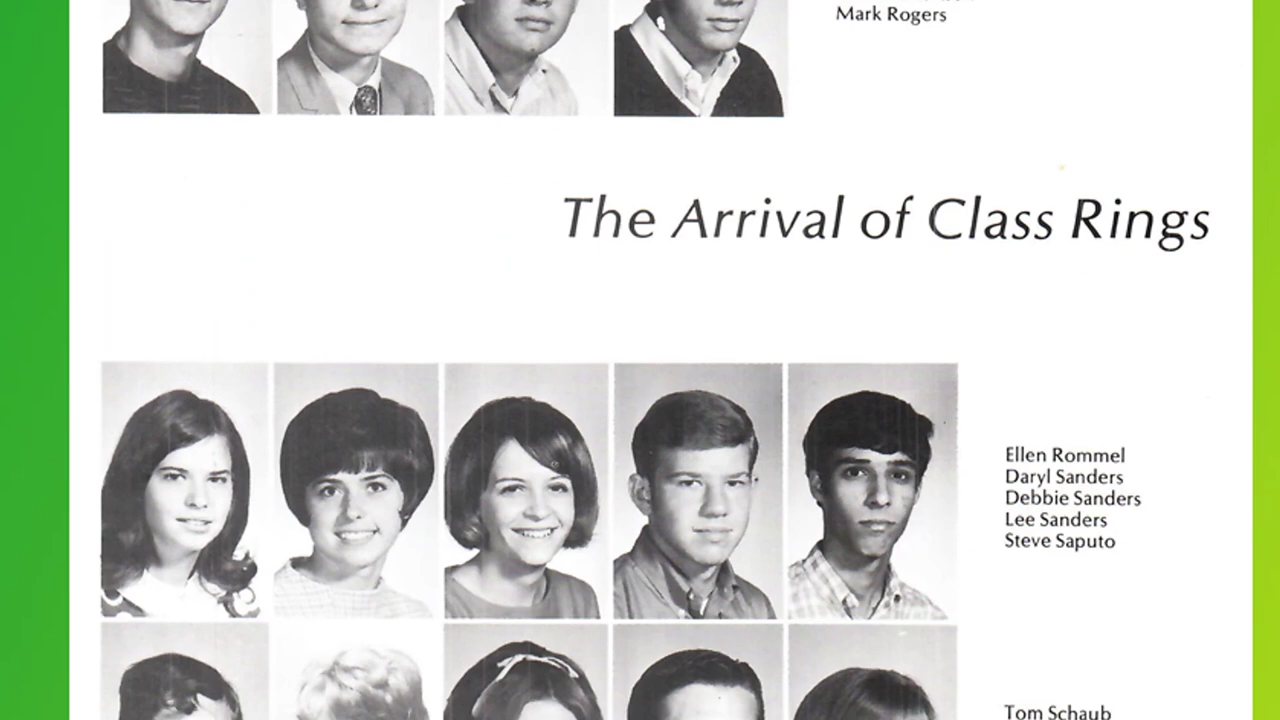 Mark Rogers
The Arrival of Class Rings
Ellen Rommel
Daryl Sanders
Debbie Sanders
Lee Sanders
Steve Saputo
Tom Schaub